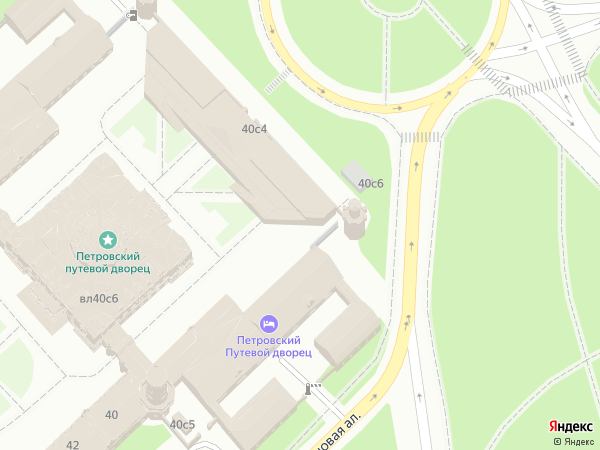 40с4
40с6
Петровский
путевой дворец
вл40с6
Петровский
Путевой дворец
40
40с5
42
овая ал.
Яндекс
© Яндекс